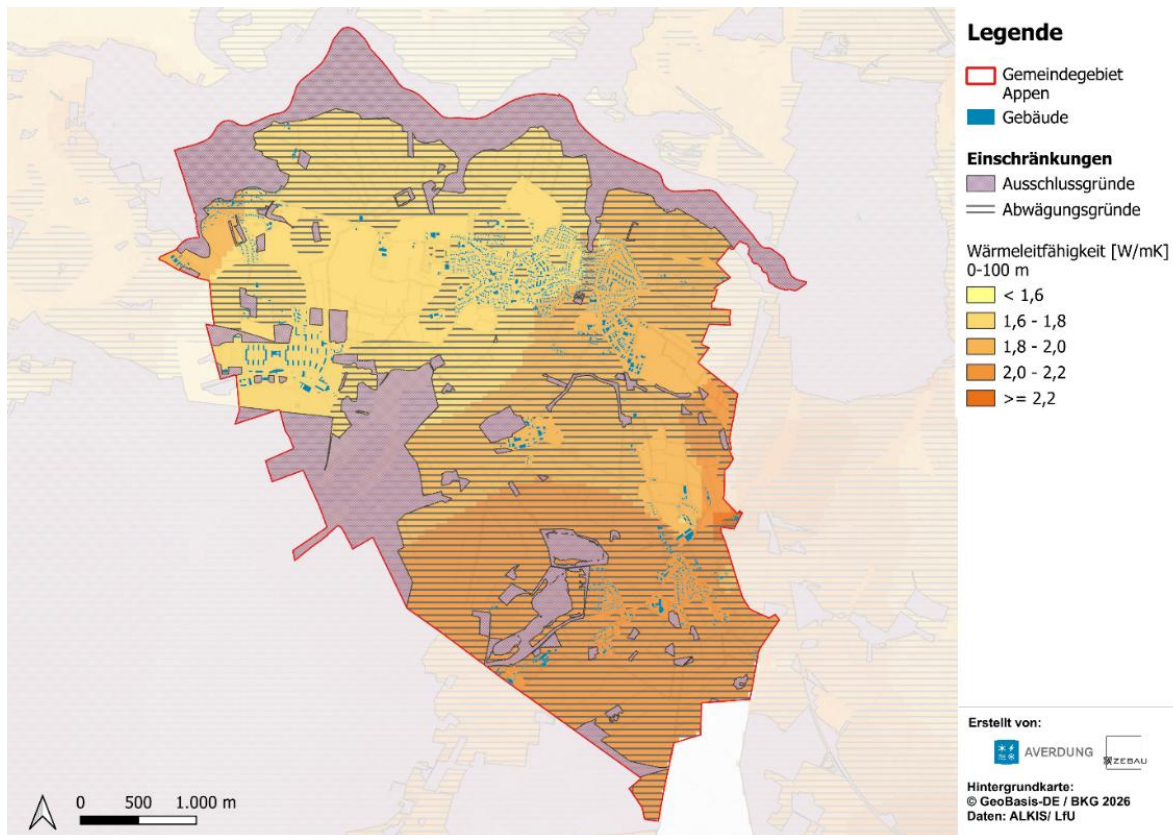 Legende
Gemeindegebiet
Appen
Gebäude
Einschränkungen
Ausschlussgründe
Abwägungsgründe
Wärmeleitfähigkeit [W/mK]
0-100 m
< 1,6
1,6 - 1,8
1,8 - 2,0
2,0 - 2,2
>= 2,2
Erstellt von:
AVERDUNG
ZEBAU
Hintergrundkarte:
© GeoBasis-DE / BKG 2026
Daten: ALKIS/ LfU
0 500 1.000 m